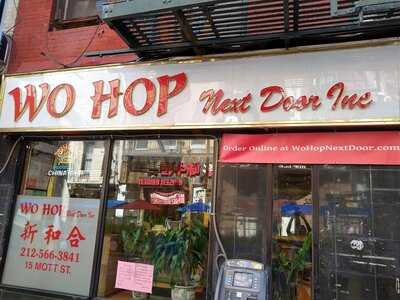 WO HOP Next Door Inc
Order Online at WoHopNextDoor.com
WO HOP Next Door Inc
新和合
212-566-3841
15 MOTT ST.